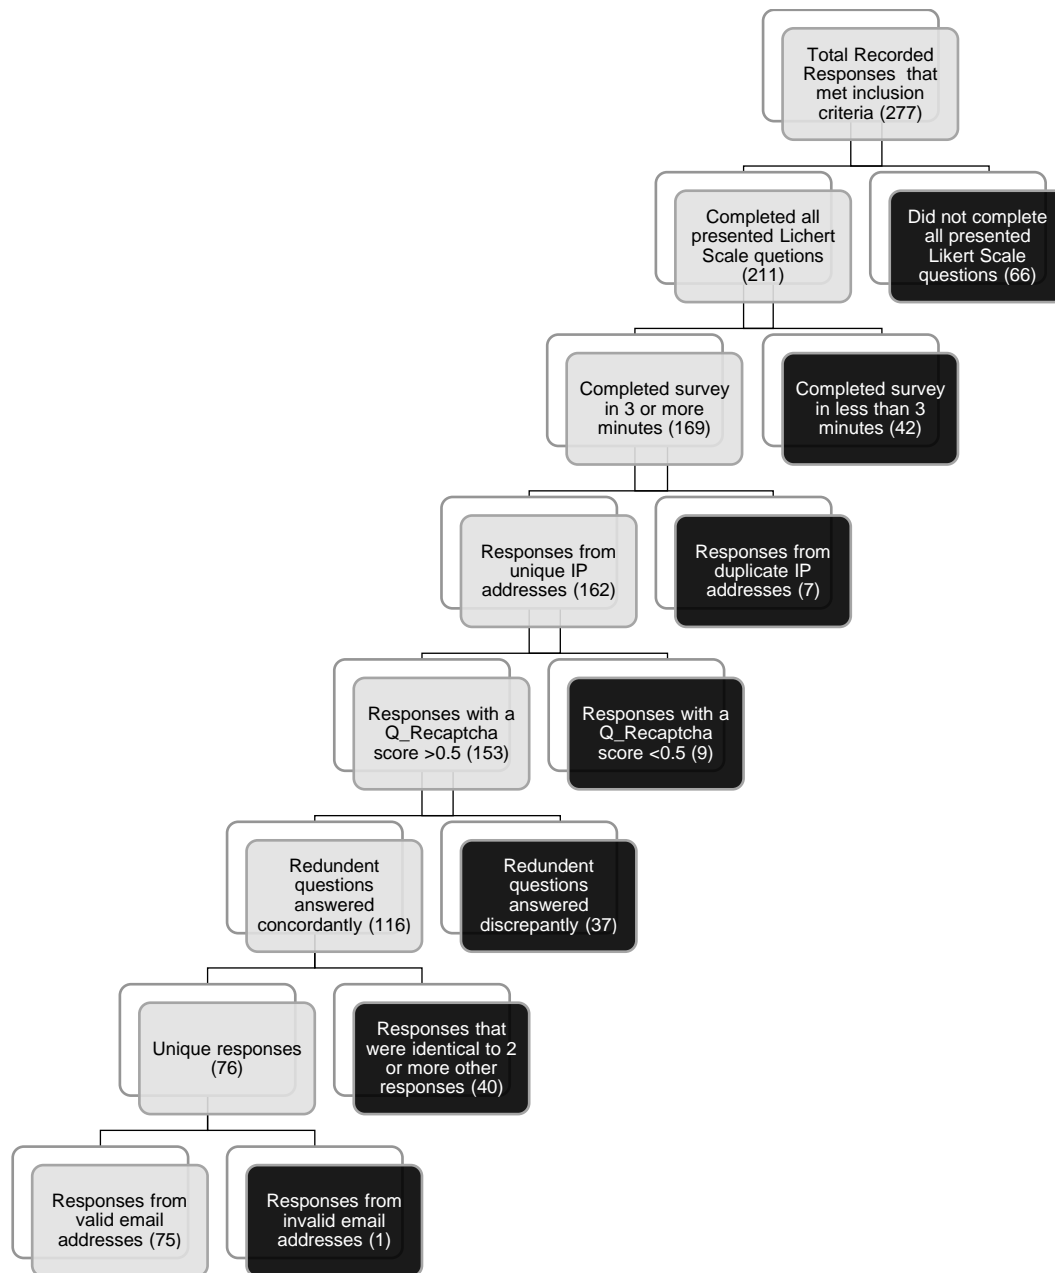 Total Recorded
Responses that
met inclusion
criteria (277)
Completed all
presented Lichert
Scale quetions
(211)
Did not complete
all presented
Likert Scale
questions (66)
Completed survey
in 3 or more
minutes (169)
Completed survey
in less than 3
minutes (42)
Responses from
unique IP
addresses (162)
Responses from
duplicate IP
addresses (7)
Responses with a
Q_Recaptcha
score >0.5 (153)
Responses with a
Q_Recaptcha
score <0.5 (9)
Redundent
questions
answered
concordantly (116)
Redundent
questions
answered
discrepantly (37)
Unique responses
(76)
Responses that
were identical to 2
or more other
responses (40)
Responses from
valid email
addresses (75)
Responses from
invalid email
addresses (1)